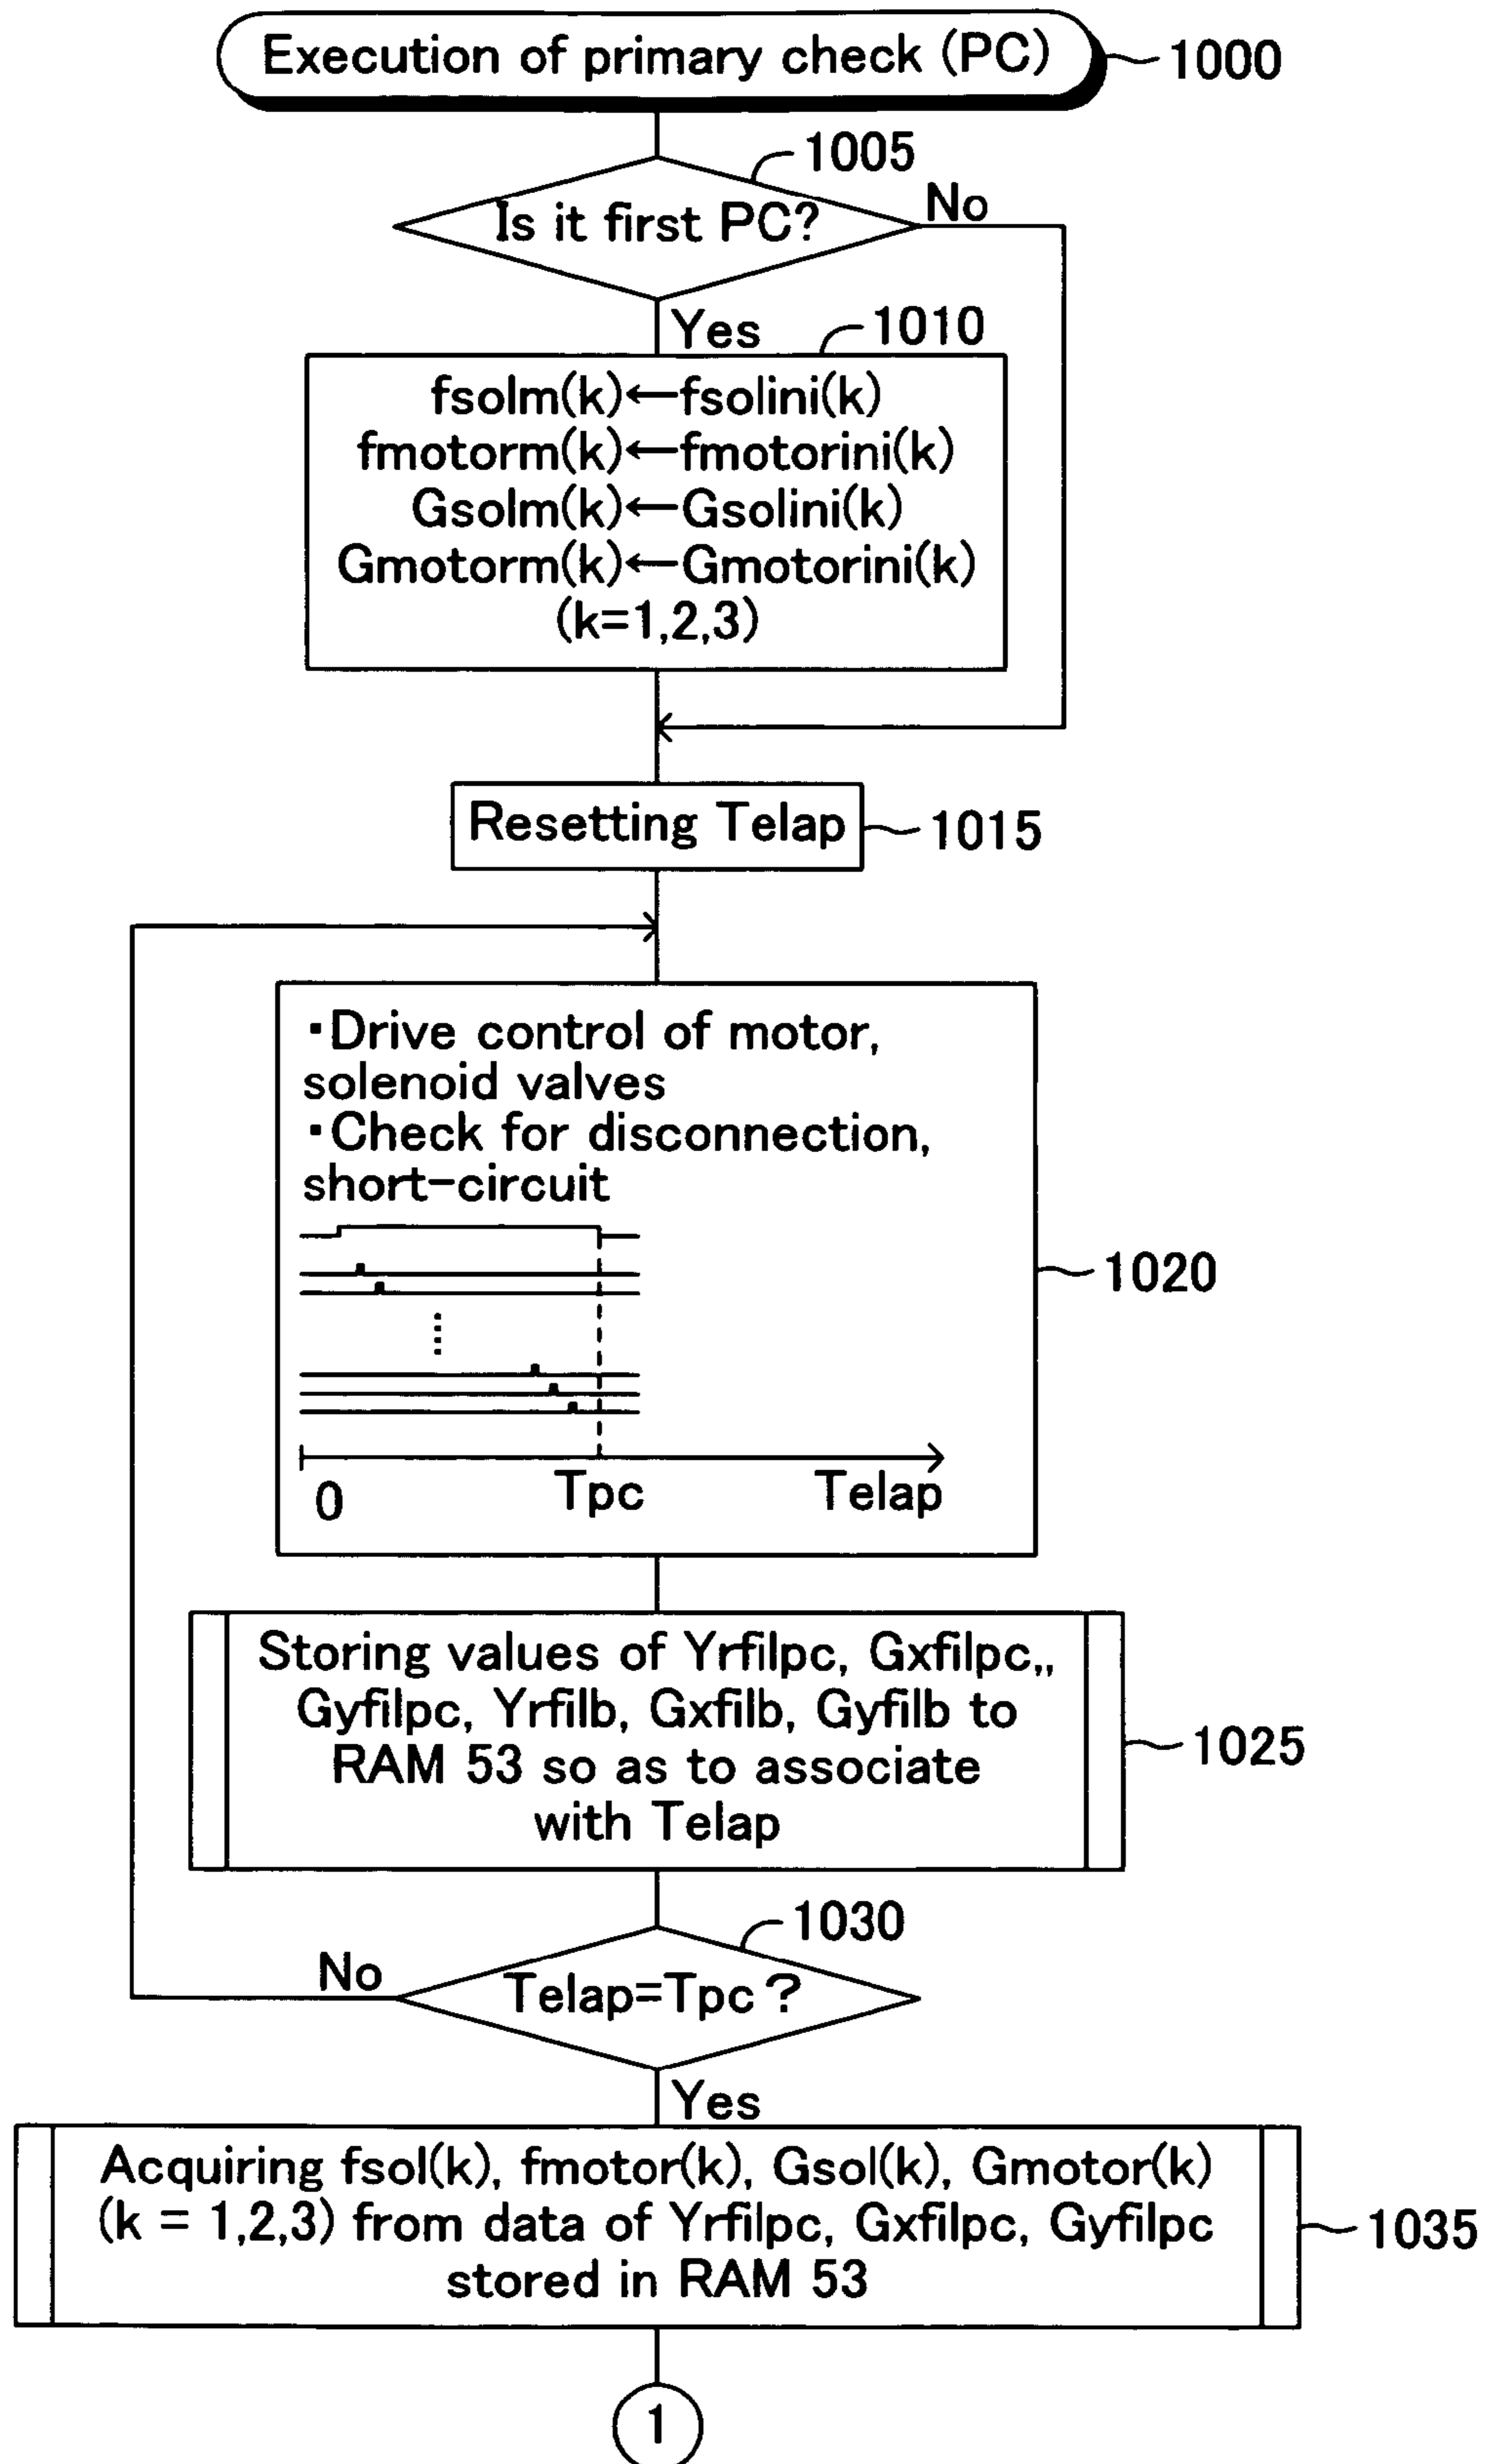 Execution of primary check (PC)
1000
1005
Is it first PC?
No
Yes
1010
fsolm(k)←fsolini(k)
fmotorm(k)←fmotorini(k)
Gsolm(k)←Gsolini(k)
Gmotorm(k)←Gmotorini(k)
(k=1,2,3)
Resetting Telap
1015
・Drive control of motor,
solenoid valves
・Check for disconnection,
short-circuit
1020
0
Tpc
Telap
Storing values of Yrfilpc, Gxfilpc,,
Gyfilpc, Yrfilb, Gxfilb, Gyfilb to
RAM 53 so as to associate
with Telap
1025
1030
No
Telap=Tpc?
Yes
Acquiring fsol(k), fmotor(k), Gsol(k), Gmotor(k)
(k = 1,2,3) from data of Yrfilpc, Gxfilpc, Gyfilpc
stored in RAM 53
1035
1